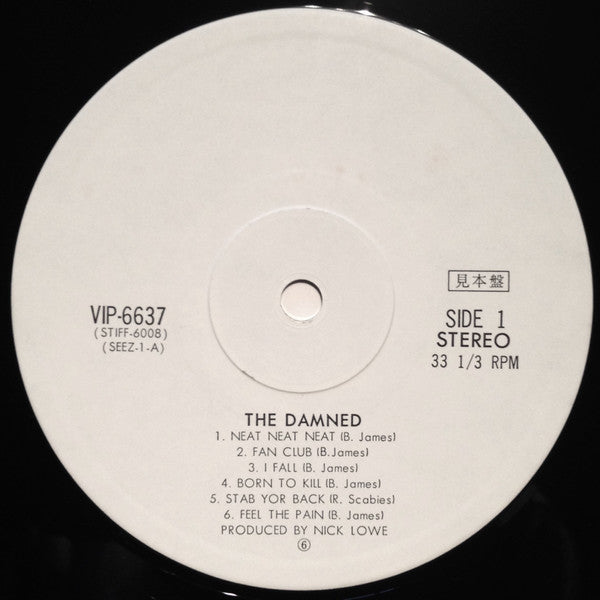 VIP-6637
(STIFF-6008)
(SEEZ-1-A)
見本盤
SIDE 1
STEREO
33 1/3 RPM
THE DAMNED
1. NEAT NEAT NEAT (B. James)
2. FAN CLUB (B. James)
3. I FALL (B. James)
4. BORN TO KILL (B. James)
5. STAB YOR BACK (R. Scabies)
6. FEEL THE PAIN (B. James)
PRODUCED BY NICK LOWE
⑥